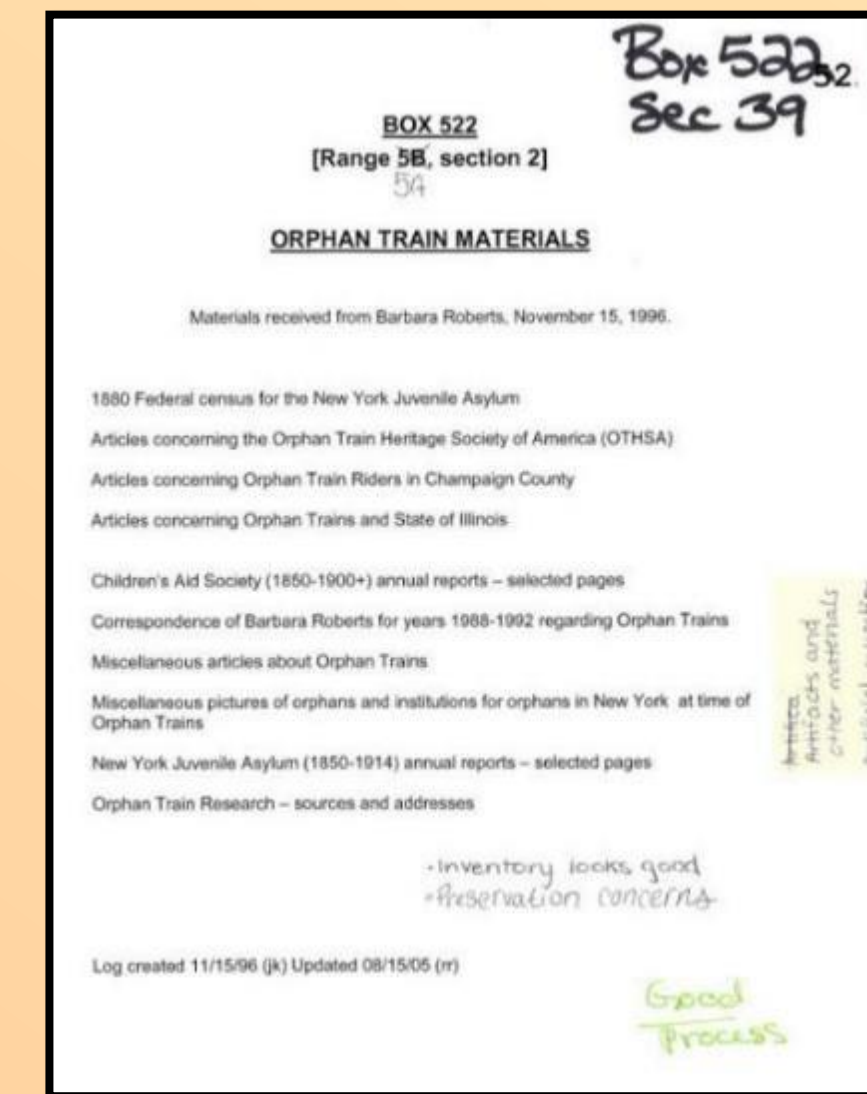 Box 522
52.
Sec 39
BOX 522
[Range 5B, section 2]
5A
ORPHAN TRAIN MATERIALS
Materials received from Barbara Roberts, November 15, 1996.
1880 Federal census for the New York Juvenile Asylum
Articles concerning the Orphan Train Heritage Society of America (OTHSA)
Articles concerning Orphan Train Riders in Champaign County
Articles concerning Orphan Trains and State of Illinois
Children's Aid Society (1850-1900+) annual reports – selected pages
Correspondence of Barbara Roberts for years 1988-1992 regarding Orphan Trains
Miscellaneous articles about Orphan Trains
Miscellaneous pictures of orphans and institutions for orphans in New York at time of
Orphan Trains
New York Juvenile Asylum (1850-1914) annual reports – selected pages
Orphan Train Research – sources and addresses
Artifacts and
other materials
-Inventory looks good
-Preservation concerns
Log created 11/15/96 (jk) Updated 08/15/05 (rr)
Good
Process